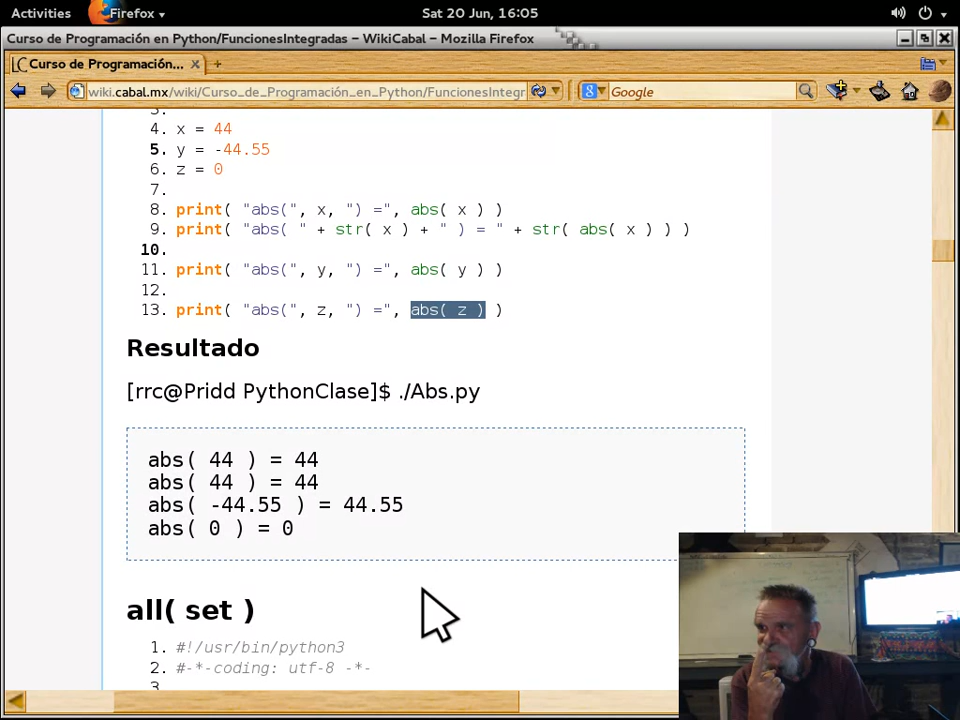 Activities Firefox Sat 20 Jun, 16:05
Curso de Programación en Python/FuncionesIntegradas – WikiCabal – Mozilla Firefox
Curso de Programación...
wiki.cabal.mx/wiki/Curso_de_Programación_en_Python/FuncionesIntegr Google
3.
4. x = 44
5. y = -44.55
6. z = 0
7.
8. print( "abs(", x, ") =", abs( x ) )
9. print( "abs( " + str( x ) + " ) = " + str( abs( x ) ) )
10.
11. print( "abs(", y, ") =", abs( y ) )
12.
13. print( "abs(", z, ") =", abs( z ) )
Resultado
[rrc@Pridd PythonClase]$ ./Abs.py
abs( 44 ) = 44
abs( 44 ) = 44
abs( -44.55 ) = 44.55
abs( 0 ) = 0
all( set )
1. #!/usr/bin/python3
2. #-*-coding: utf-8 -*-
3.